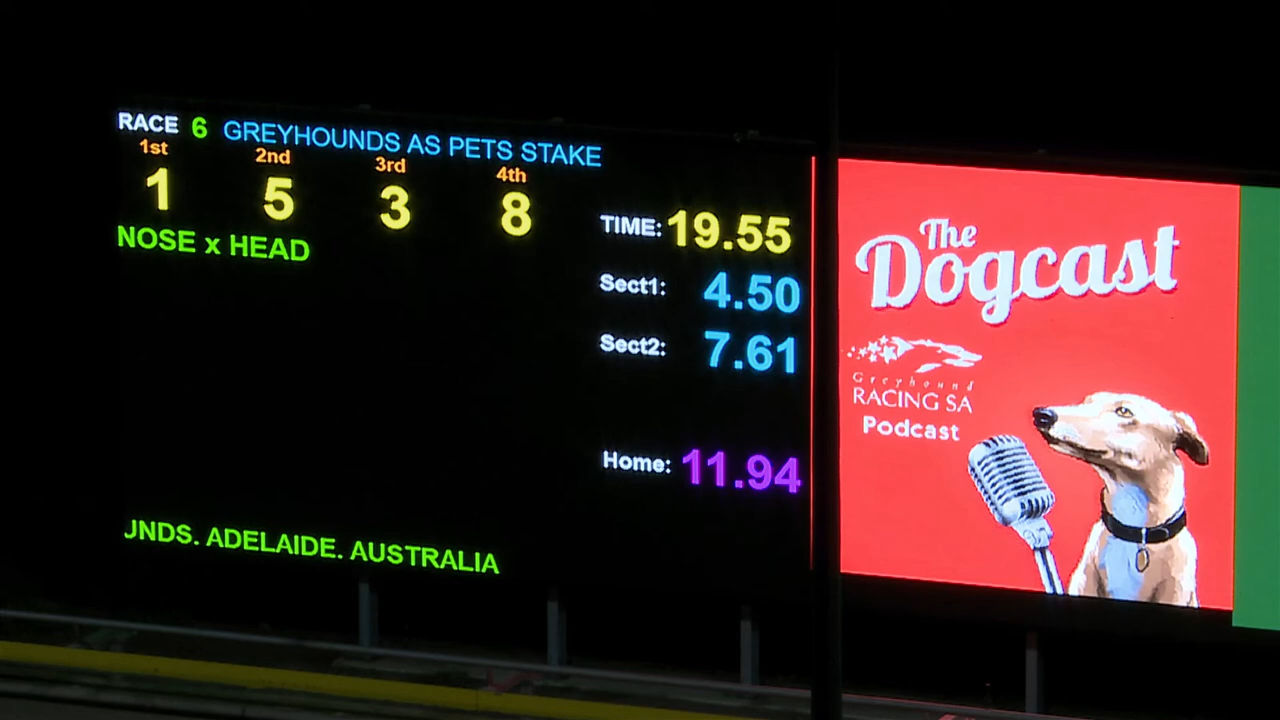 RACE 6 GREYHOUNDS AS PETS STAKE
1st 2nd 3rd 4th
1 5 3 8
NOSE x HEAD
TIME: 19.55
Sect1: 4.50
Sect2: 7.61
Home: 11.94
JNDS. ADELAIDE. AUSTRALIA
The
Dogcast
Greyhound
RACING SA
Podcast